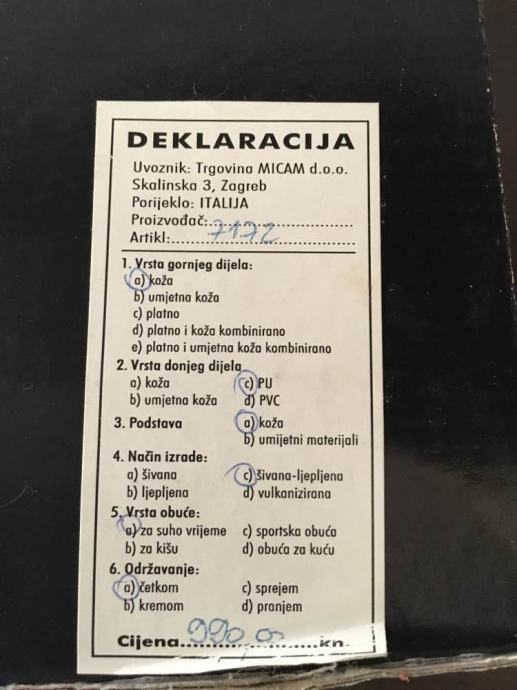 DEKLARACIJA
Uvoznik: Trgovina MICAM d.o.o.
Skalinska 3, Zagreb
Porijeklo: ITALIJA
Proizvođač:
Artikl: 7172
1. Vrsta gornjeg dijela:
a) koža
b) umjetna koža
c) platno
d) platno i koža kombinirano
e) platno i umjetna koža kombinirano
2. Vrsta donjeg dijela
a) koža c) PU
b) umjetna koža d) PVC
3. Podstava a) koža
b) umijetni materijali
4. Način izrade:
a) šivana c) šivana-ljepljena
b) ljepljena d) vulkanizirana
5. Vrsta obuće:
a) za suho vrijeme c) sportska obuća
b) za kišu d) obuća za kuću
6. Održavanje:
a) četkom c) sprejem
b) kremom d) pranjem
Cijena 990,00 kn.